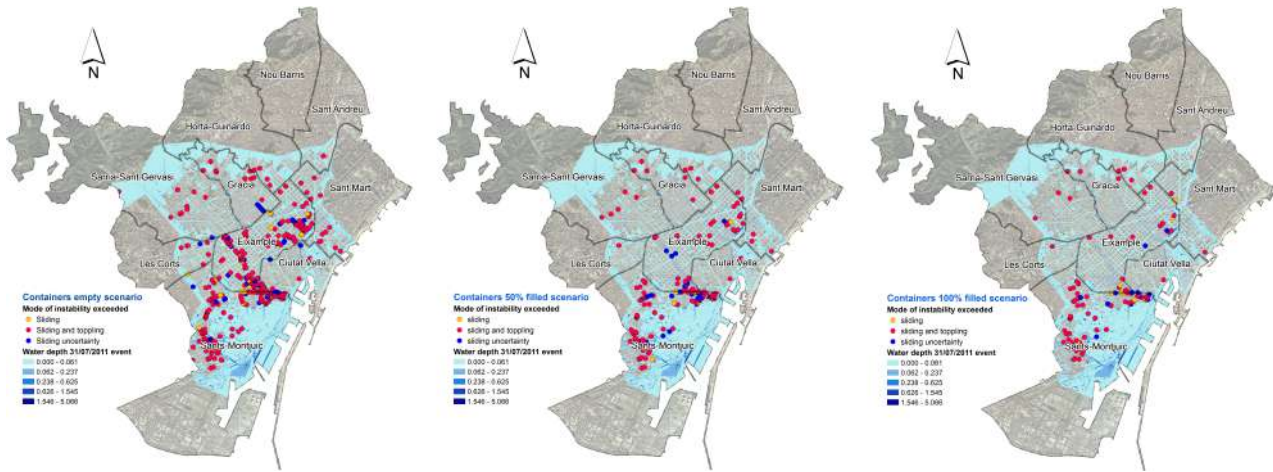 N
Nou Barris
Sant Andreu
Horta-Guinardo
Sarria-Sant Gervasi
Gracia
Sant Marti
Eixample
Les Corts
Ciutat Vella
Sants-Montjuic
Containers empty scenario
Mode of instability exceeded
Sliding
Sliding and toppling
Sliding uncertainty
Water depth 31/07/2011 event
0.000 - 0.061
0.062 - 0.237
0.238 - 0.625
0.626 - 1.545
1.546 - 5.066
N
Nou Barris
Sant Andreu
Horta-Guinardo
Sarria-Sant Gervasi
Gracia
Sant Marti
Eixample
Les Corts
Ciutat Vella
Sants-Montjuic
Containers 50% filled scenario
Mode of instability exceeded
sliding
sliding and toppling
sliding uncertainty
Water depth 31/07/2011 event
0.000 - 0.061
0.062 - 0.237
0.238 - 0.625
0.626 - 1.545
1.546 - 5.066
N
Nou Barris
Sant Andreu
Horta-Guinardo
Sarria-Sant Gervasi
Gracia
Sant Marti
Eixample
Les Corts
Ciutat Vella
Sants-Montjuic
Containers 100% filled scenario
Mode of instability exceeded
sliding
sliding and toppling
sliding uncertainty
Water depth 31/07/2011 event
0.000 - 0.061
0.062 - 0.237
0.238 - 0.625
0.626 - 1.545
1.546 - 5.066